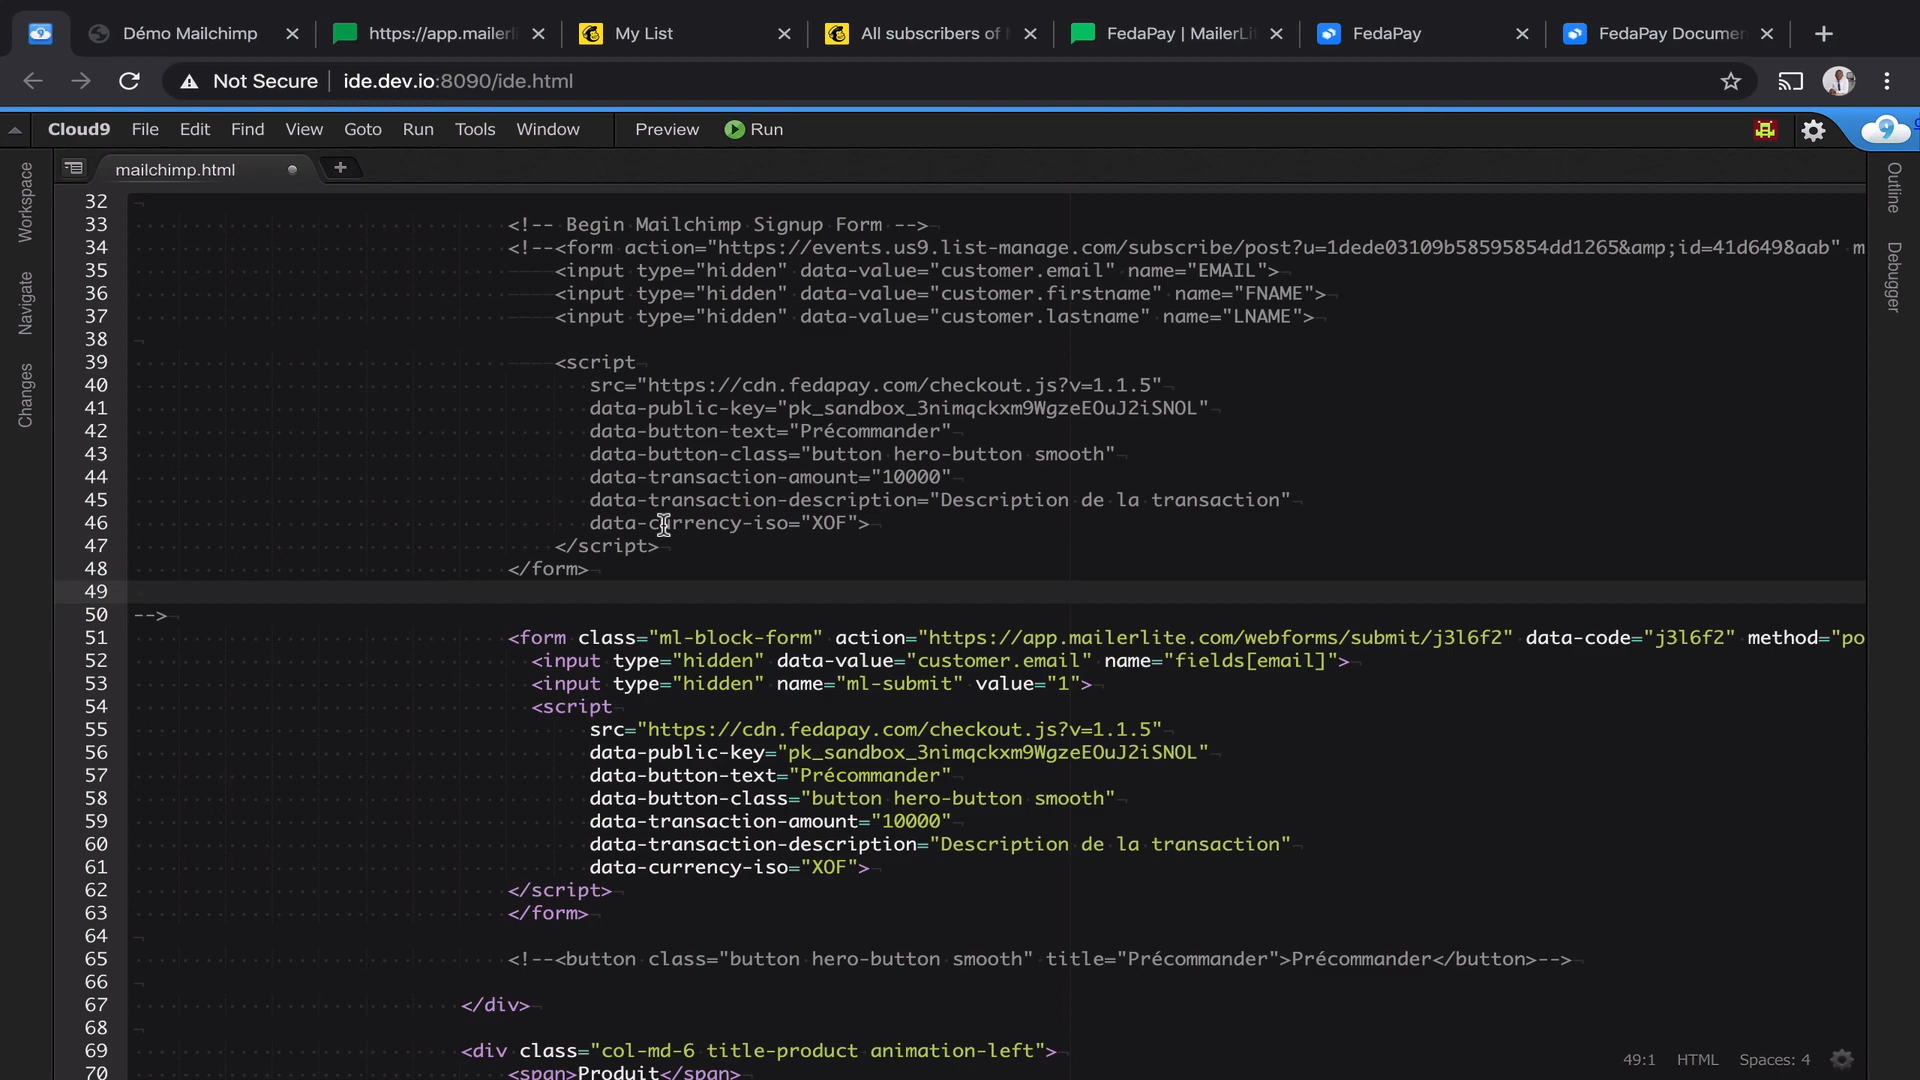 Démo Mailchimp
https://app.mailerli
My List
All subscribers of
FedaPay | MailerLi
FedaPay
FedaPay Documen
Not Secure
ide.dev.io:8090/ide.html
Cloud9 File Edit Find View Goto Run Tools Window Preview Run
9
Workspace
Navigate
Changes
Outline
Debugger
mailchimp.html
32
33 <!-- Begin Mailchimp Signup Form -->
34 <!--<form action="https://events.us9.list-manage.com/subscribe/post?u=1dede03109b58595854dd1265&amp;id=41d6498aab" m
35 <input type="hidden" data-value="customer.email" name="EMAIL">
36 <input type="hidden" data-value="customer.firstname" name="FNAME">
37 <input type="hidden" data-value="customer.lastname" name="LNAME">
38
39 <script
40 src="https://cdn.fedapay.com/checkout.js?v=1.1.5"
41 data-public-key="pk_sandbox_3nimqckxm9WgzeEOuJ2iSNOL"
42 data-button-text="Précommander"
43 data-button-class="button hero-button smooth"
44 data-transaction-amount="10000"
45 data-transaction-description="Description de la transaction"
46 data-currency-iso="XOF">
47 </script>
48 </form>
49
50 -->
51 <form class="ml-block-form" action="https://app.mailerlite.com/webforms/submit/j3l6f2" data-code="j3l6f2" method="po
52 <input type="hidden" data-value="customer.email" name="fields[email]">
53 <input type="hidden" name="ml-submit" value="1">
54 <script
55 src="https://cdn.fedapay.com/checkout.js?v=1.1.5"
56 data-public-key="pk_sandbox_3nimqckxm9WgzeEOuJ2iSNOL"
57 data-button-text="Précommander"
58 data-button-class="button hero-button smooth"
59 data-transaction-amount="10000"
60 data-transaction-description="Description de la transaction"
61 data-currency-iso="XOF">
62 </script>
63 </form>
64
65 <!--<button class="button hero-button smooth" title="Précommander">Précommander</button>-->
66
67 </div>
68
69 <div class="col-md-6 title-product animation-left">
70 <span>Produit</span>
49:1 HTML Spaces: 4